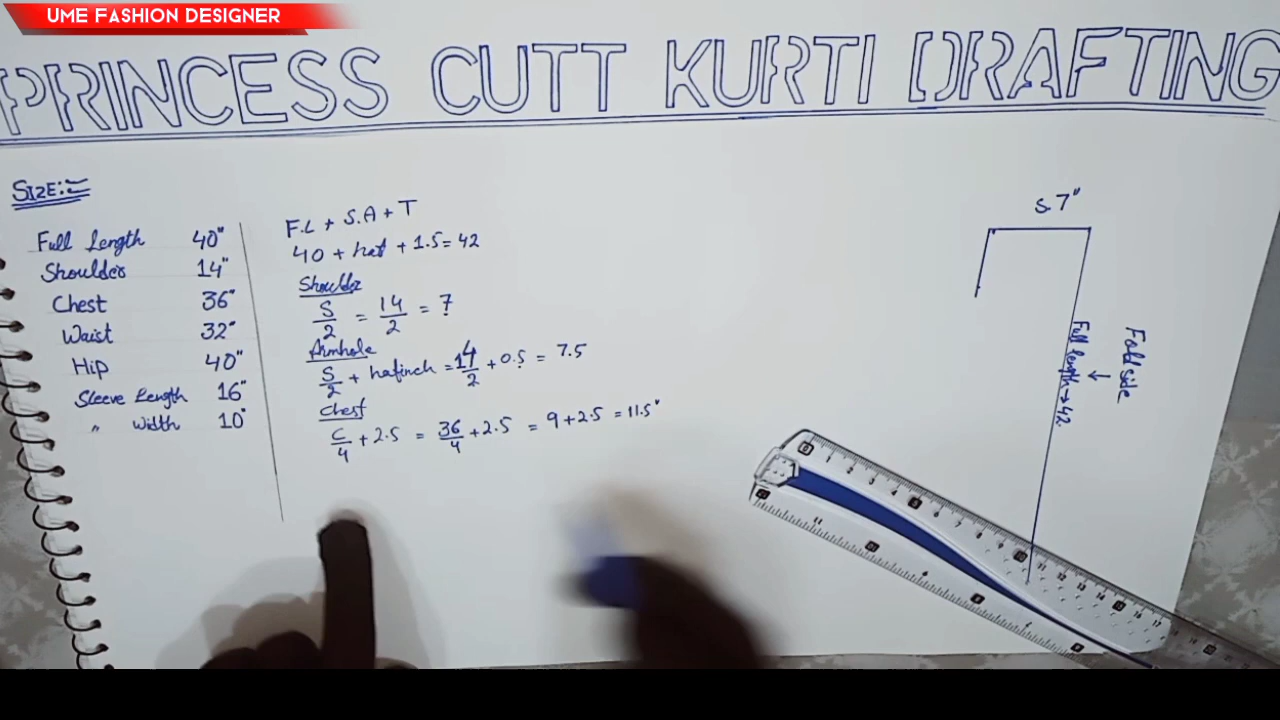 UME FASHION DESIGNER
PRINCESS CUTT KURTI DRAFTING
SIZE:
Full Length 40"
Shoulder 14"
Chest 36"
Waist 32"
Hip 40"
Sleeve Length 16"
" Width 10"
F.L + S.A + T
40 + haf + 1.5 = 42
Shoulder
S/2 = 14/2 = 7
Armhole
S/2 + hafinch = 14/2 + 0.5 = 7.5
Chest
C/4 + 2.5 = 36/4 + 2.5 = 9 + 2.5 = 11.5"
S 7"
Full length → 42
Fold side